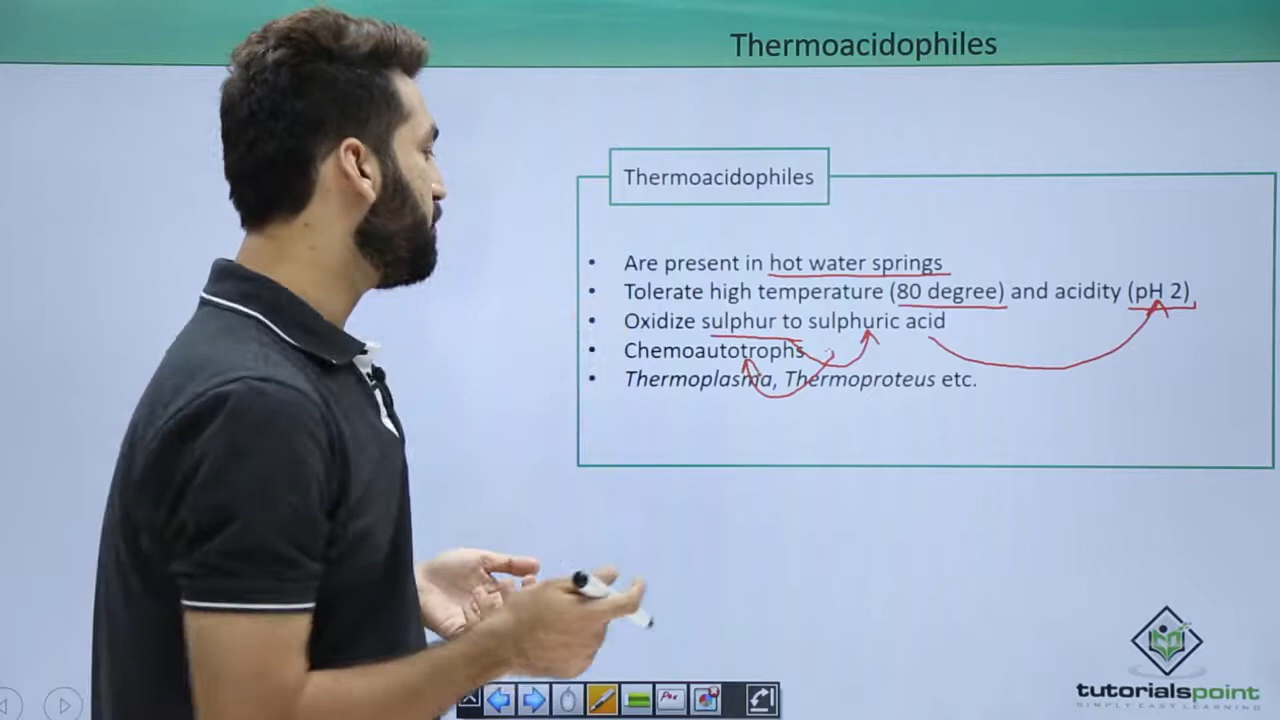 Thermoacidophiles
Thermoacidophiles
• Are present in hot water springs
• Tolerate high temperature (80 degree) and acidity (pH 2)
• Oxidize sulphur to sulphuric acid
• Chemoautotrophs
• Thermoplasma, Thermoproteus etc.
Pen
tutorialspoint
SIMPLY EASY LEARNING